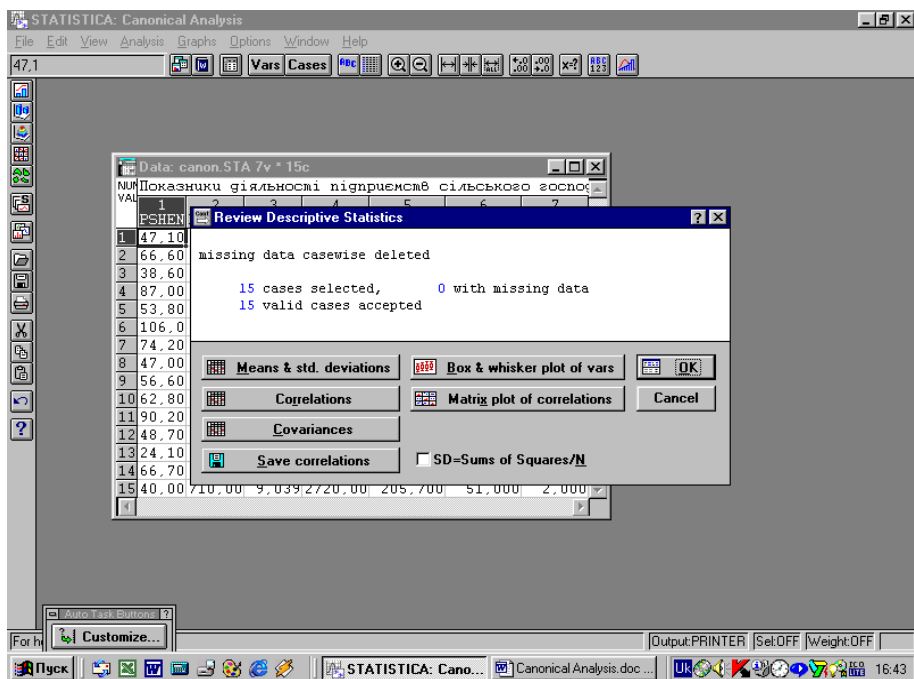 STATISTICA: Canonical Analysis
File Edit View Analysis Graphs Options Window Help
47,1 Vars Cases ABC ABC 123
Data: canon.STA 7v * 15c
NUM VAL Показники діяльності підприємств сільського господ
1 2 3 4 5 6 7
PSHEN
Review Descriptive Statistics
missing data casewise deleted
15 cases selected, 0 with missing data
15 valid cases accepted
Means & std. deviations Box & whisker plot of vars OK
Correlations Matrix plot of correlations Cancel
Covariances
Save correlations SD=Sums of Squares/N
1 47,10
2 66,60
3 38,60
4 87,00
5 53,80
6 106,0
7 74,20
8 47,00
9 56,60
10 62,80
11 90,20
12 48,70
13 24,10
14 66,70
15 40,00 710,00 9,039 2720,00 205,700 51,000 2,000
Auto Task Buttons
Customize...
For h Output:PRINTER Sel:OFF Weight:OFF
Пуск STATISTICA: Cano... Canonical Analysis.doc ... Uk 16:43